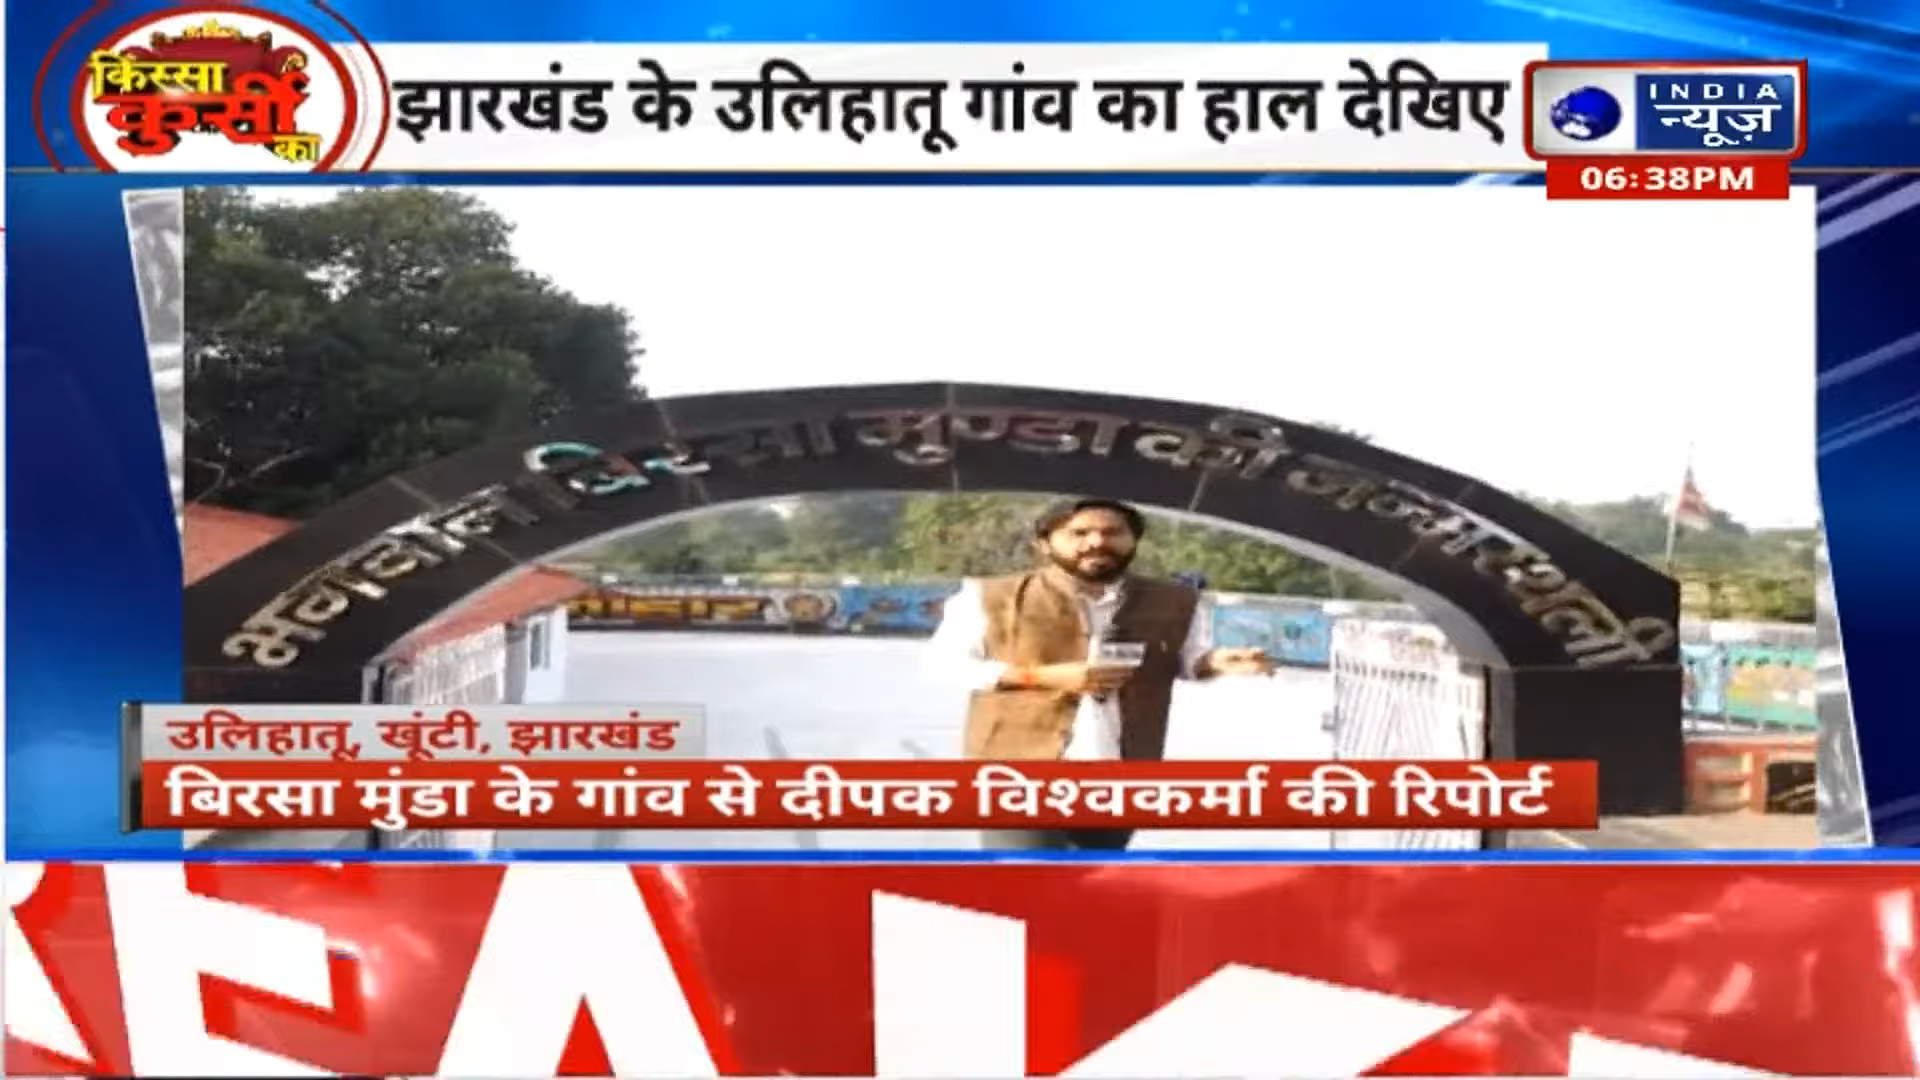 किस्सा
कुर्सी
का
झारखंड के उलिहातू गांव का हाल देखिए
INDIA
न्यूज़
06:38PM
भगवान बिरसा मुण्डा की जन्मस्थली
उलिहातू, खूंटी, झारखंड
बिरसा मुंडा के गांव से दीपक विश्वकर्मा की रिपोर्ट